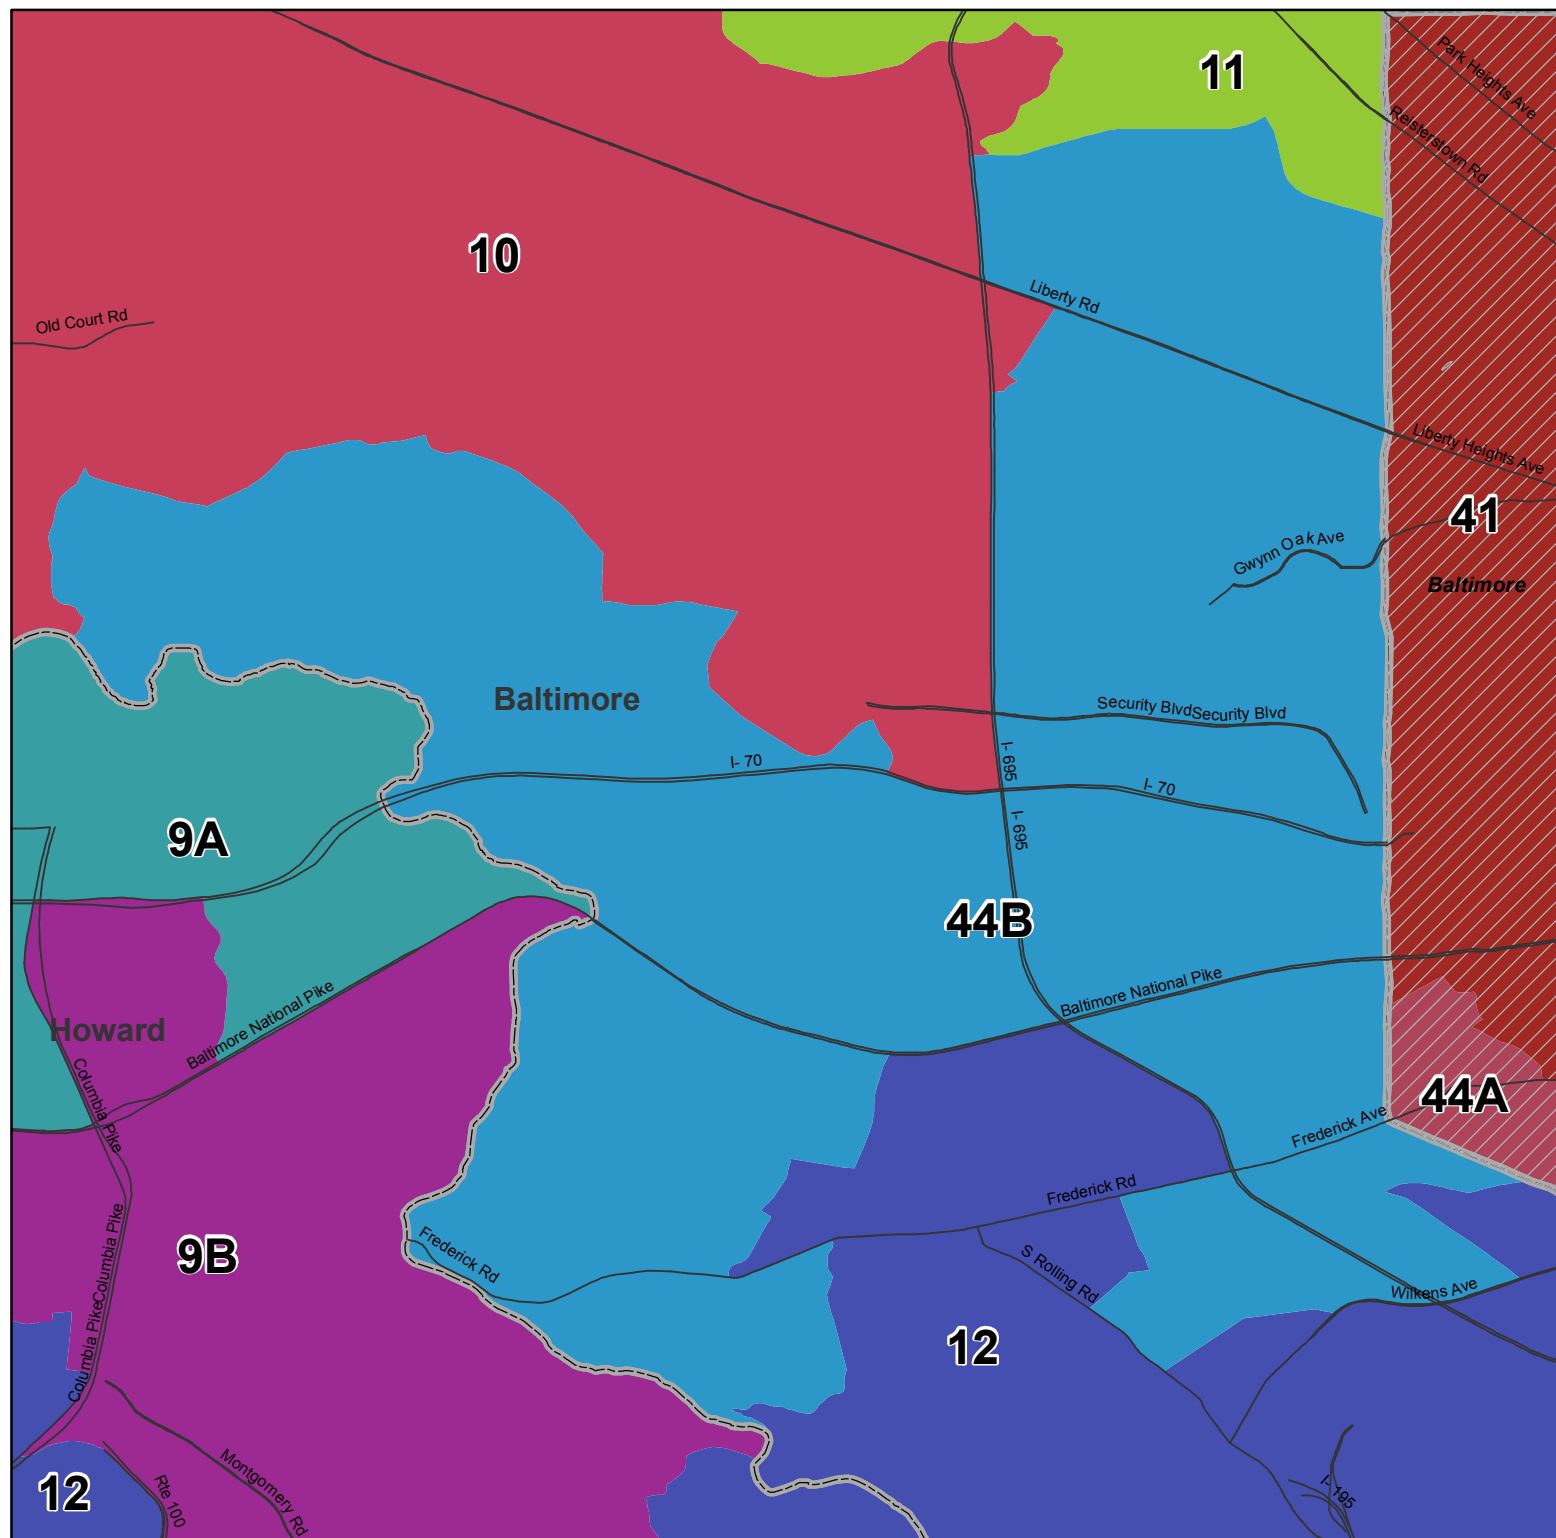 11
Park Heights Ave
Reisterstown Rd
10
Liberty Rd
Old Court Rd
Liberty Heights Ave
41
Gwynn Oak Ave
Baltimore
Baltimore
Security Blvd
Security Blvd
I- 70
I- 695
I- 70
I- 695
9A
44B
Baltimore National Pike
Baltimore National Pike
Howard
Columbia Pike
44A
Frederick Ave
Frederick Rd
Columbia Pike
9B
Frederick Rd
S Rolling Rd
Wilkens Ave
Columbia Pike
12
Montgomery Rd
12
Rte 100
I- 195